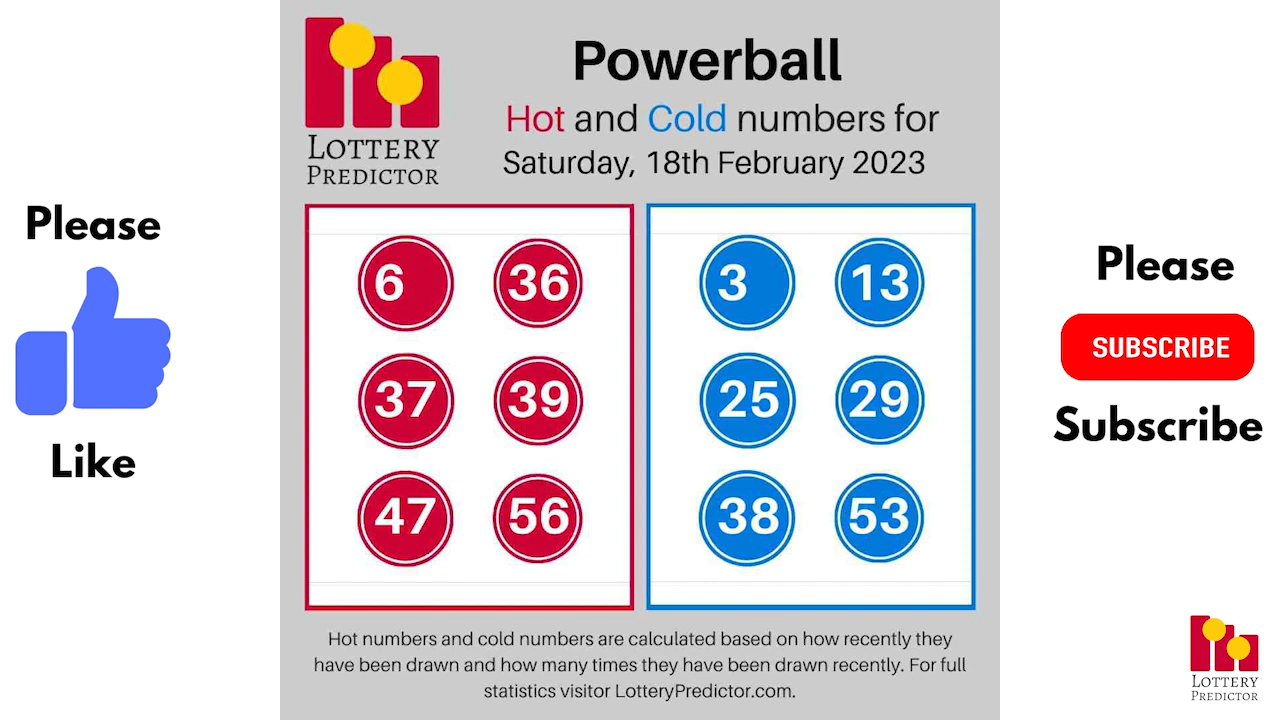 LOTTERY
PREDICTOR
Powerball
Hot and Cold numbers for
Saturday, 18th February 2023
Please
Like
6 36
37 39
47 56
3 13
25 29
38 53
Please
SUBSCRIBE
Subscribe
Hot numbers and cold numbers are calculated based on how recently they
have been drawn and how many times they have been drawn recently. For full
statistics visitor LotteryPredictor.com.
LOTTERY
PREDICTOR